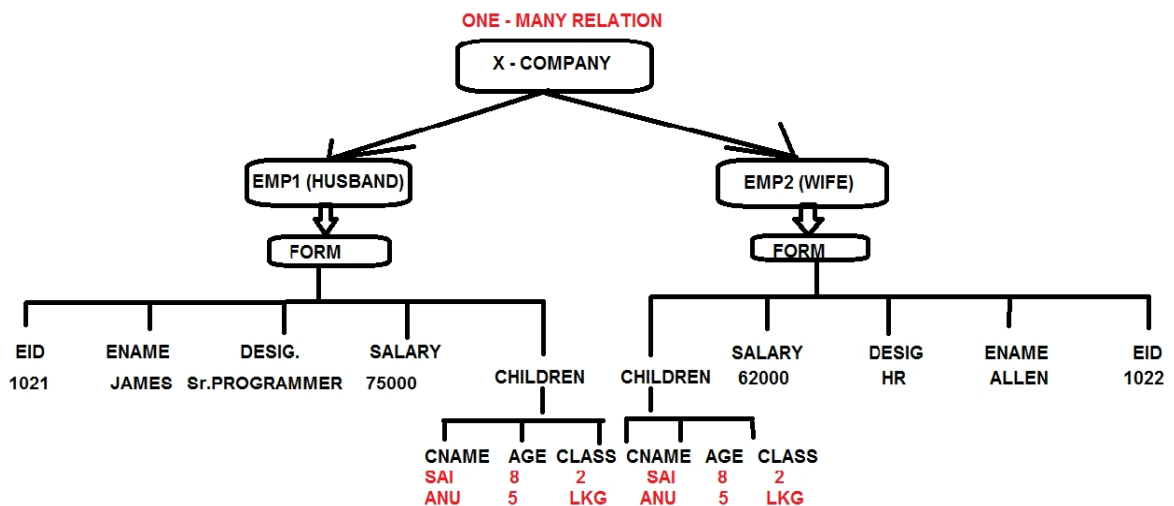 ONE - MANY RELATION
X - COMPANY
EMP1 (HUSBAND)
EMP2 (WIFE)
FORM
FORM
EID ENAME DESIG. SALARY
1021 JAMES Sr.PROGRAMMER 75000
CHILDREN
CHILDREN
SALARY DESIG ENAME EID
62000 HR ALLEN 1022
CNAME AGE CLASS
SAI 8 2
ANU 5 LKG
CNAME AGE CLASS
SAI 8 2
ANU 5 LKG